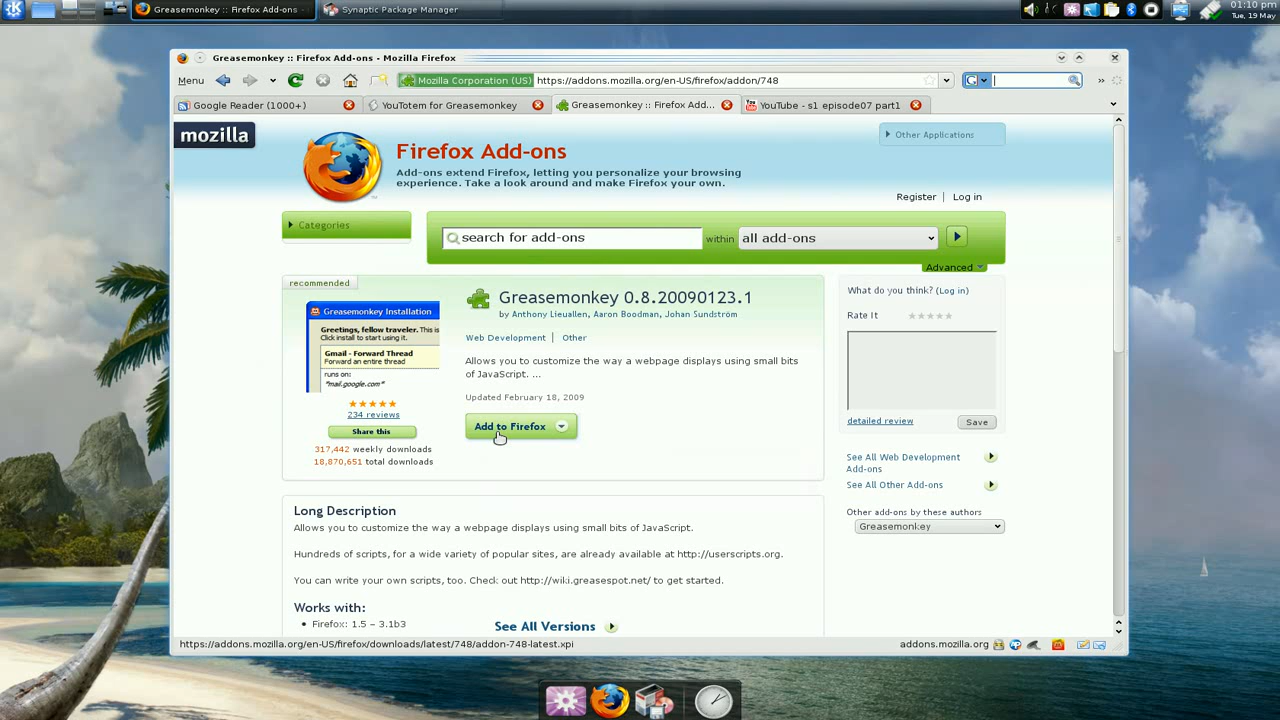 Greasemonkey :: Firefox Add-ons
Synaptic Package Manager
01:10 pm
Tue, 19 May
Greasemonkey :: Firefox Add-ons - Mozilla Firefox
Menu
Mozilla Corporation (US)
https://addons.mozilla.org/en-US/firefox/addon/748
Google Reader (1000+)
YouTotem for Greasemonkey
Greasemonkey :: Firefox Add...
YouTube - s1 episode07 part1
mozilla
Other Applications
Firefox Add-ons
Add-ons extend Firefox, letting you personalize your browsing
experience. Take a look around and make Firefox your own.
Register
Log in
Categories
search for add-ons
within
all add-ons
Advanced
recommended
Greasemonkey Installation
Greetings, fellow traveler. This is
Click install to start using it.
Gmail - Forward Thread
Forward an entire thread
runs on:
"mail.google.com"
234 reviews
Share this
317,442 weekly downloads
18,870,651 total downloads
Greasemonkey 0.8.20090123.1
by Anthony Lieuallen, Aaron Boodman, Johan Sundström
Web Development
Other
Allows you to customize the way a webpage displays using small bits
of JavaScript. ...
Updated February 18, 2009
Add to Firefox
What do you think? (Log in)
Rate It
detailed review
Save
See All Web Development
Add-ons
See All Other Add-ons
Other add-ons by these authors
Greasemonkey
Long Description
Allows you to customize the way a webpage displays using small bits of JavaScript.
Hundreds of scripts, for a wide variety of popular sites, are already available at http://userscripts.org.
You can write your own scripts, too. Check out http://wiki.greasespot.net/ to get started.
Works with:
Firefox: 1.5 – 3.1b3
See All Versions
https://addons.mozilla.org/en-US/firefox/downloads/latest/748/addon-748-latest.xpi
addons.mozilla.org